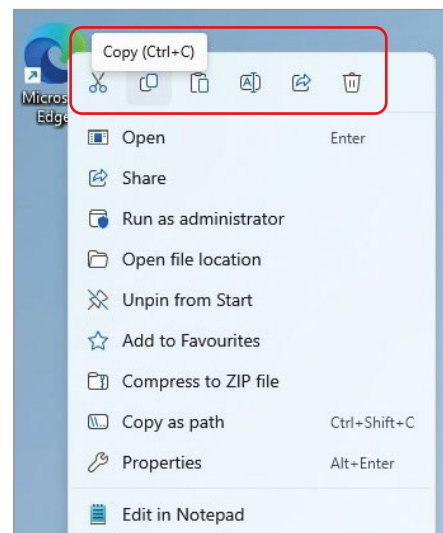 Copy (Ctrl+C)
Micros
Edge
Open Enter
Share
Run as administrator
Open file location
Unpin from Start
Add to Favourites
Compress to ZIP file
Copy as path Ctrl+Shift+C
Properties Alt+Enter
Edit in Notepad